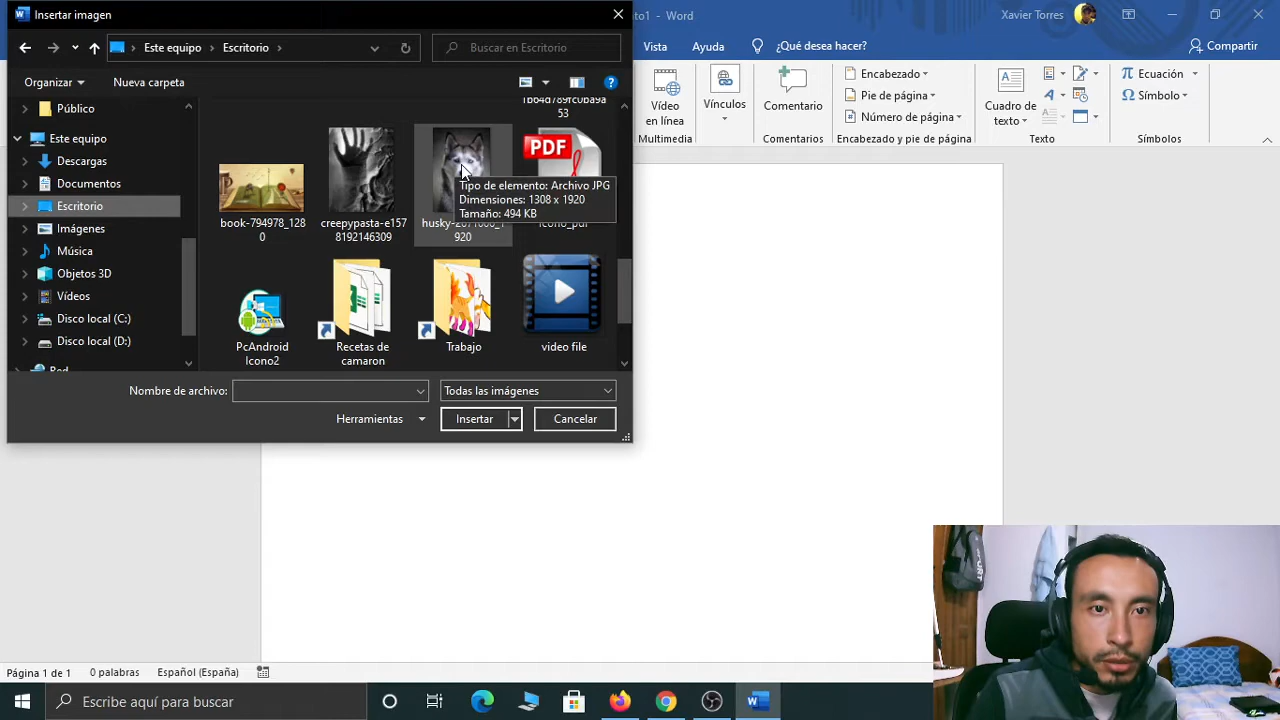 Insertar imagen
Este equipo > Escritorio >
Buscar en Escritorio
Organizar
Nueva carpeta
Público
Este equipo
Descargas
Documentos
Escritorio
Imágenes
Música
Objetos 3D
Vídeos
Disco local (C:)
Disco local (D:)
53
book-794978_128
0
creepypasta-e157
8192146309
920
PDF
Tipo de elemento: Archivo JPG
Dimensiones: 1308 x 1920
Tamaño: 494 KB
PcAndroid
Icono2
Recetas de
camaron
Trabajo
video file
Nombre de archivo:
Todas las imágenes
Herramientas
Insertar
Cancelar
Word
Xavier Torres
Vista
Ayuda
¿Qué desea hacer?
Compartir
Vídeo
en línea
Multimedia
Vínculos
Comentario
Comentarios
Encabezado
Pie de página
Número de página
Encabezado y pie de página
Cuadro de
texto
Texto
Ecuación
Símbolo
Símbolos
Página 1 de 1
0 palabras
Español (España)
Escribe aquí para buscar